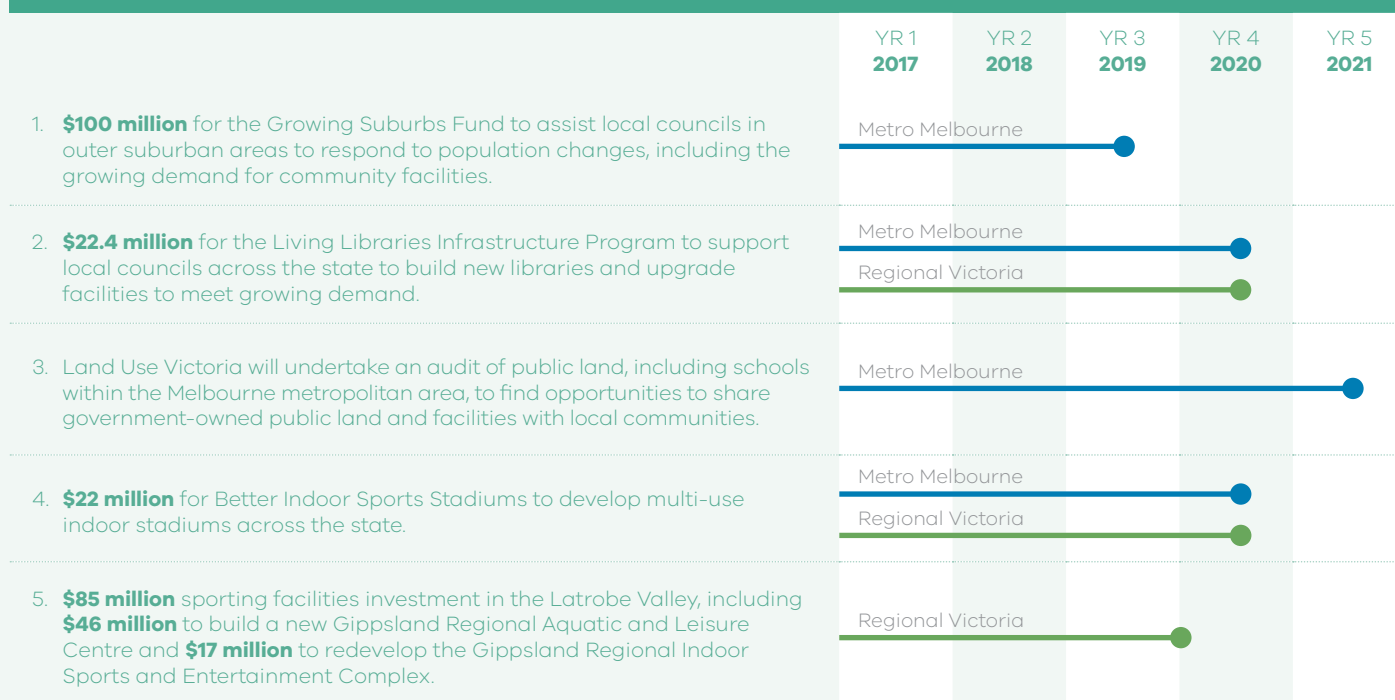 YR 1 YR 2 YR 3 YR 4 YR 5
2017 2018 2019 2020 2021
1. $100 million for the Growing Suburbs Fund to assist local councils in
outer suburban areas to respond to population changes, including the
growing demand for community facilities.
Metro Melbourne
2. $22.4 million for the Living Libraries Infrastructure Program to support
local councils across the state to build new libraries and upgrade
facilities to meet growing demand.
Metro Melbourne
Regional Victoria
3. Land Use Victoria will undertake an audit of public land, including schools
within the Melbourne metropolitan area, to find opportunities to share
government-owned public land and facilities with local communities.
Metro Melbourne
4. $22 million for Better Indoor Sports Stadiums to develop multi-use
indoor stadiums across the state.
Metro Melbourne
Regional Victoria
5. $85 million sporting facilities investment in the Latrobe Valley, including
$46 million to build a new Gippsland Regional Aquatic and Leisure
Centre and $17 million to redevelop the Gippsland Regional Indoor
Sports and Entertainment Complex.
Regional Victoria